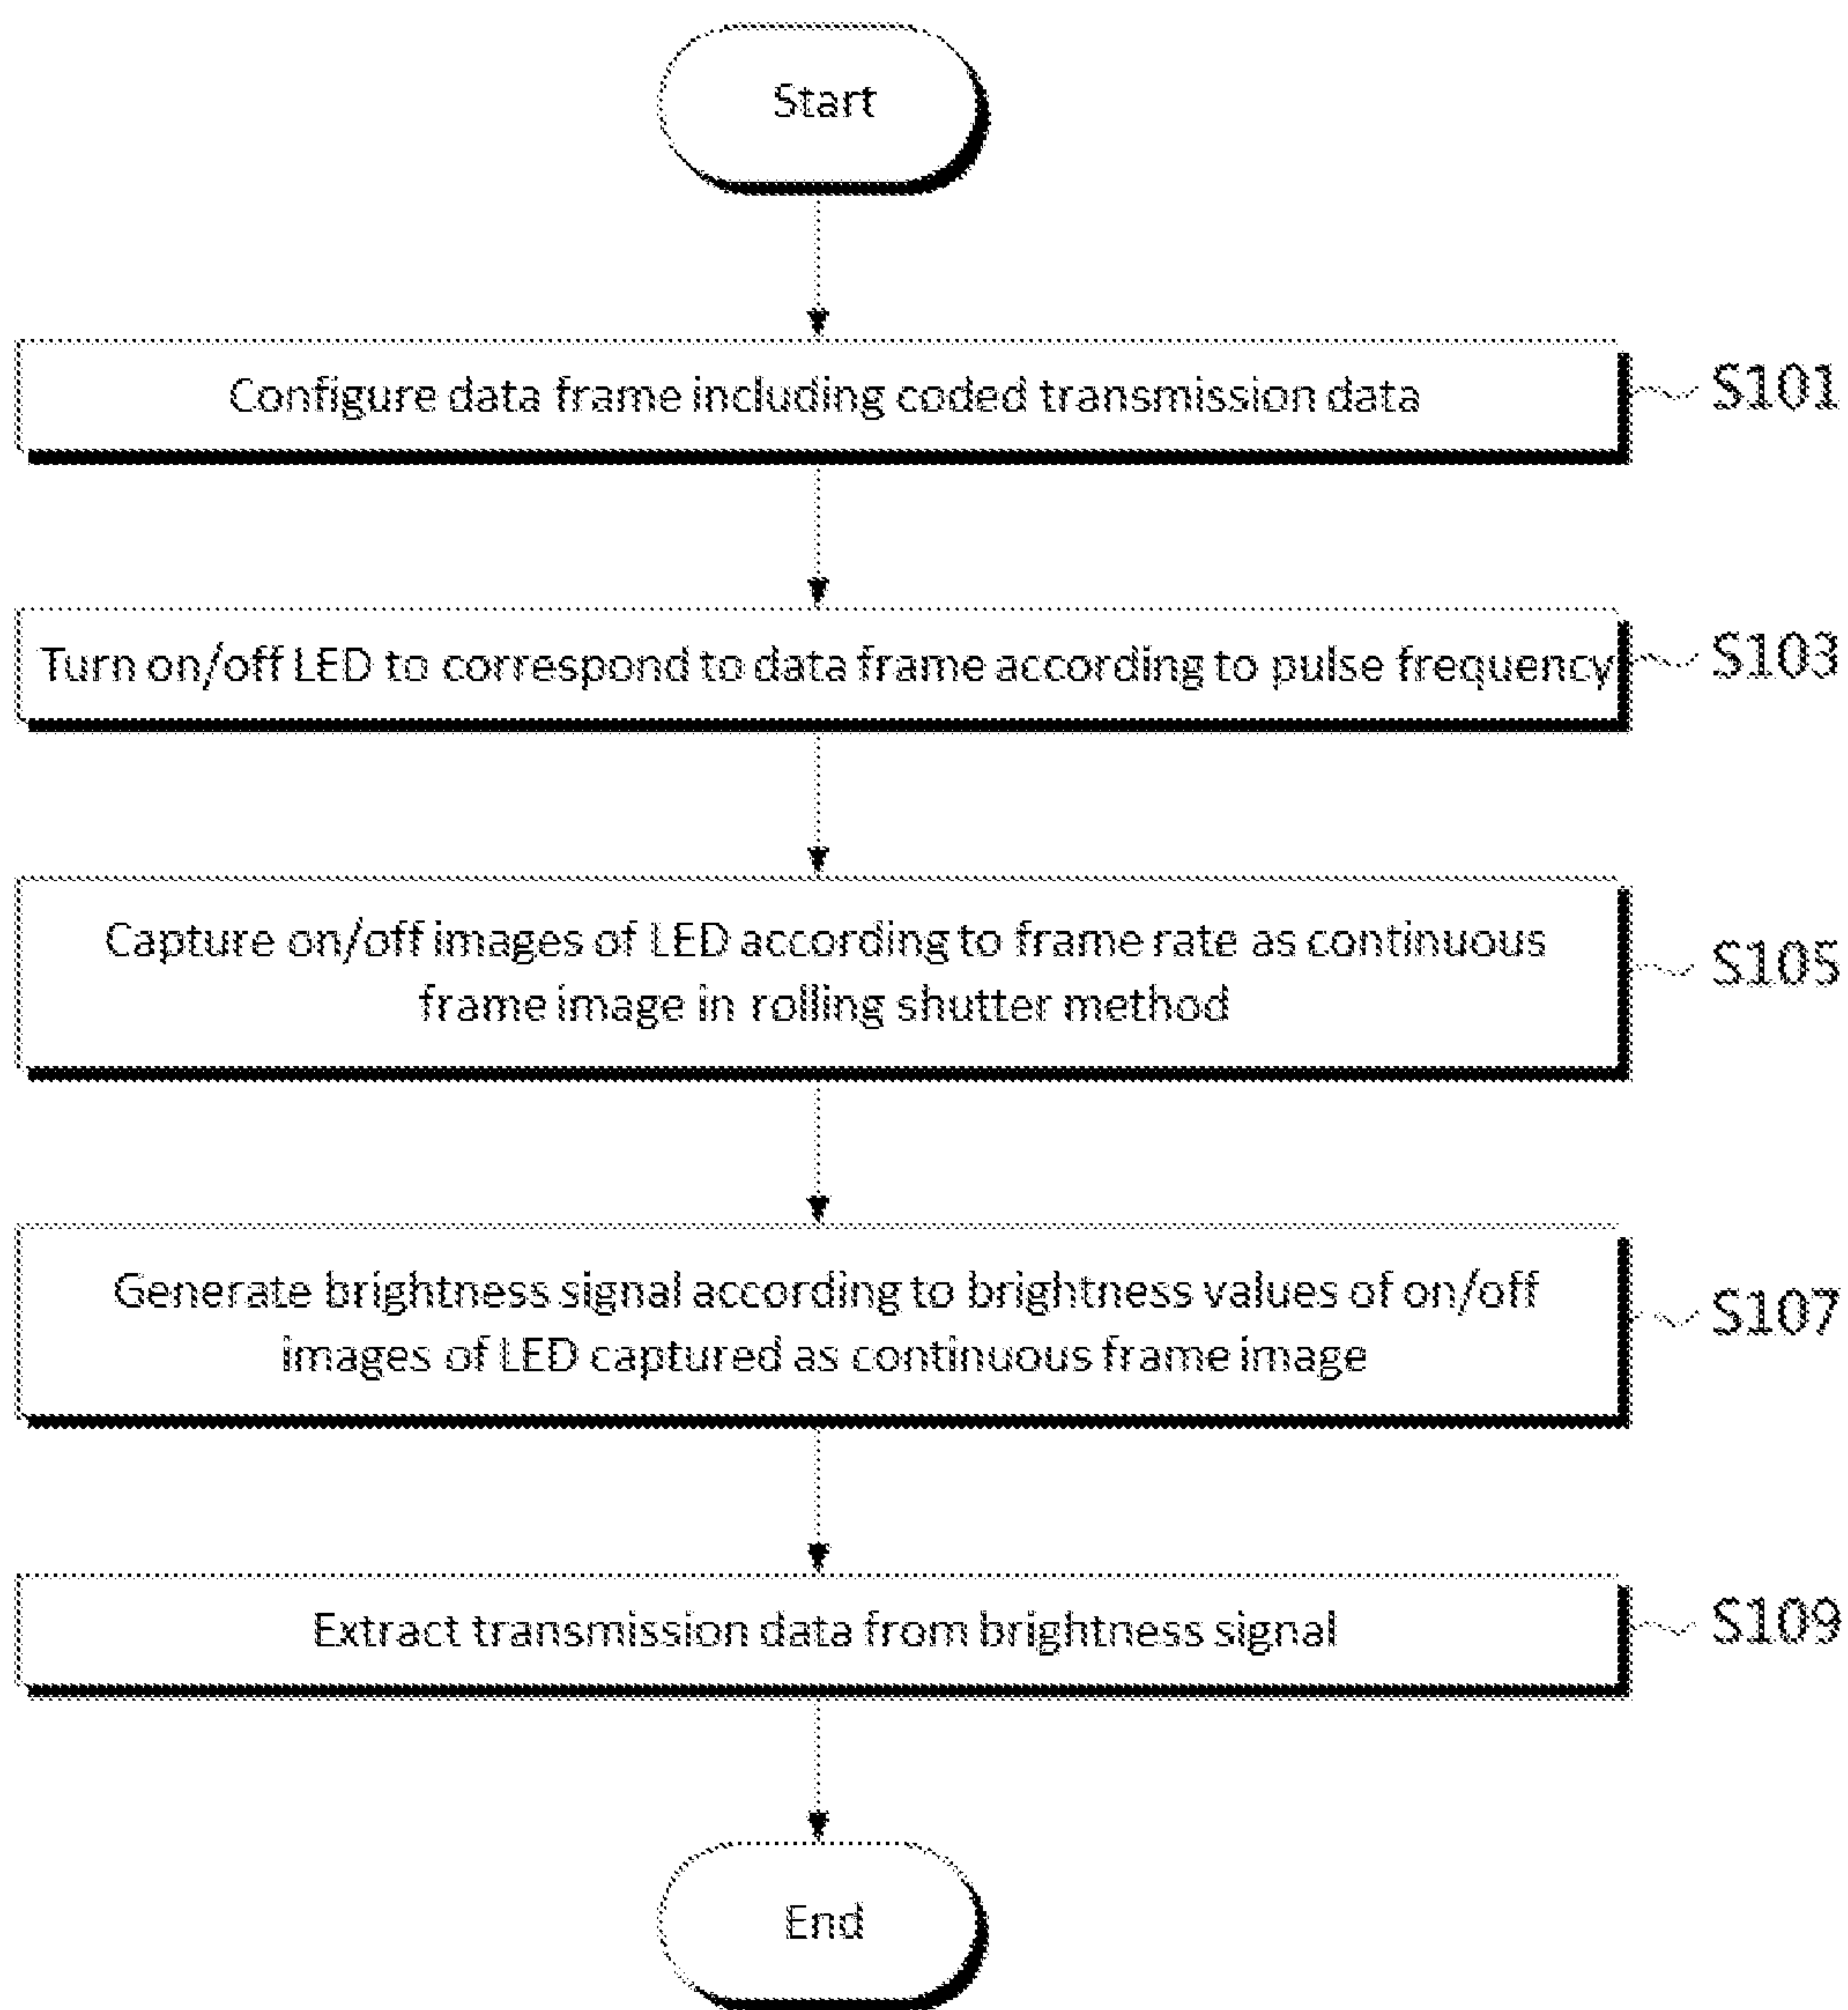 Start
Configure data frame including coded transmission data
S101
Turn on/off LED to correspond to data frame according to pulse frequency
S103
Capture on/off images of LED according to frame rate as continuous
frame image in rolling shutter method
S105
Generate brightness signal according to brightness values of on/off
images of LED captured as continuous frame image
S107
Extract transmission data from brightness signal
S109
End